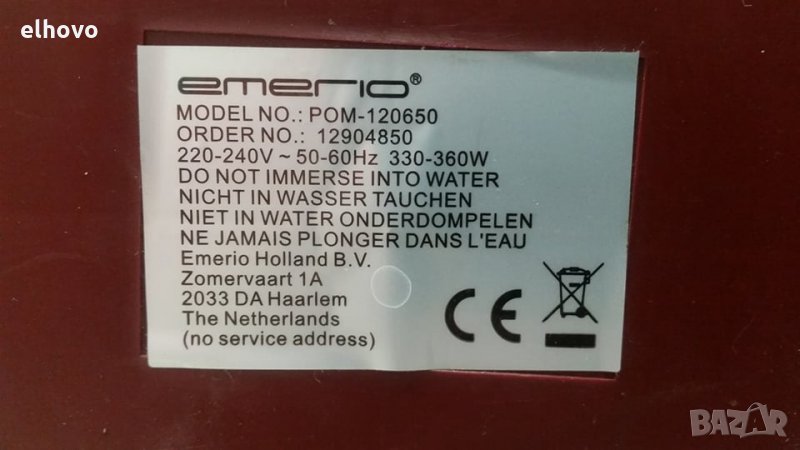 elhovo
emerio®
MODEL NO.: POM-120650
ORDER NO.: 12904850
220-240V ~ 50-60Hz 330-360W
DO NOT IMMERSE INTO WATER
NICHT IN WASSER TAUCHEN
NIET IN WATER ONDERDOMPELEN
NE JAMAIS PLONGER DANS L'EAU
Emerio Holland B.V.
Zomervaart 1A
2033 DA Haarlem
The Netherlands
(no service address)
CE
BAZAR